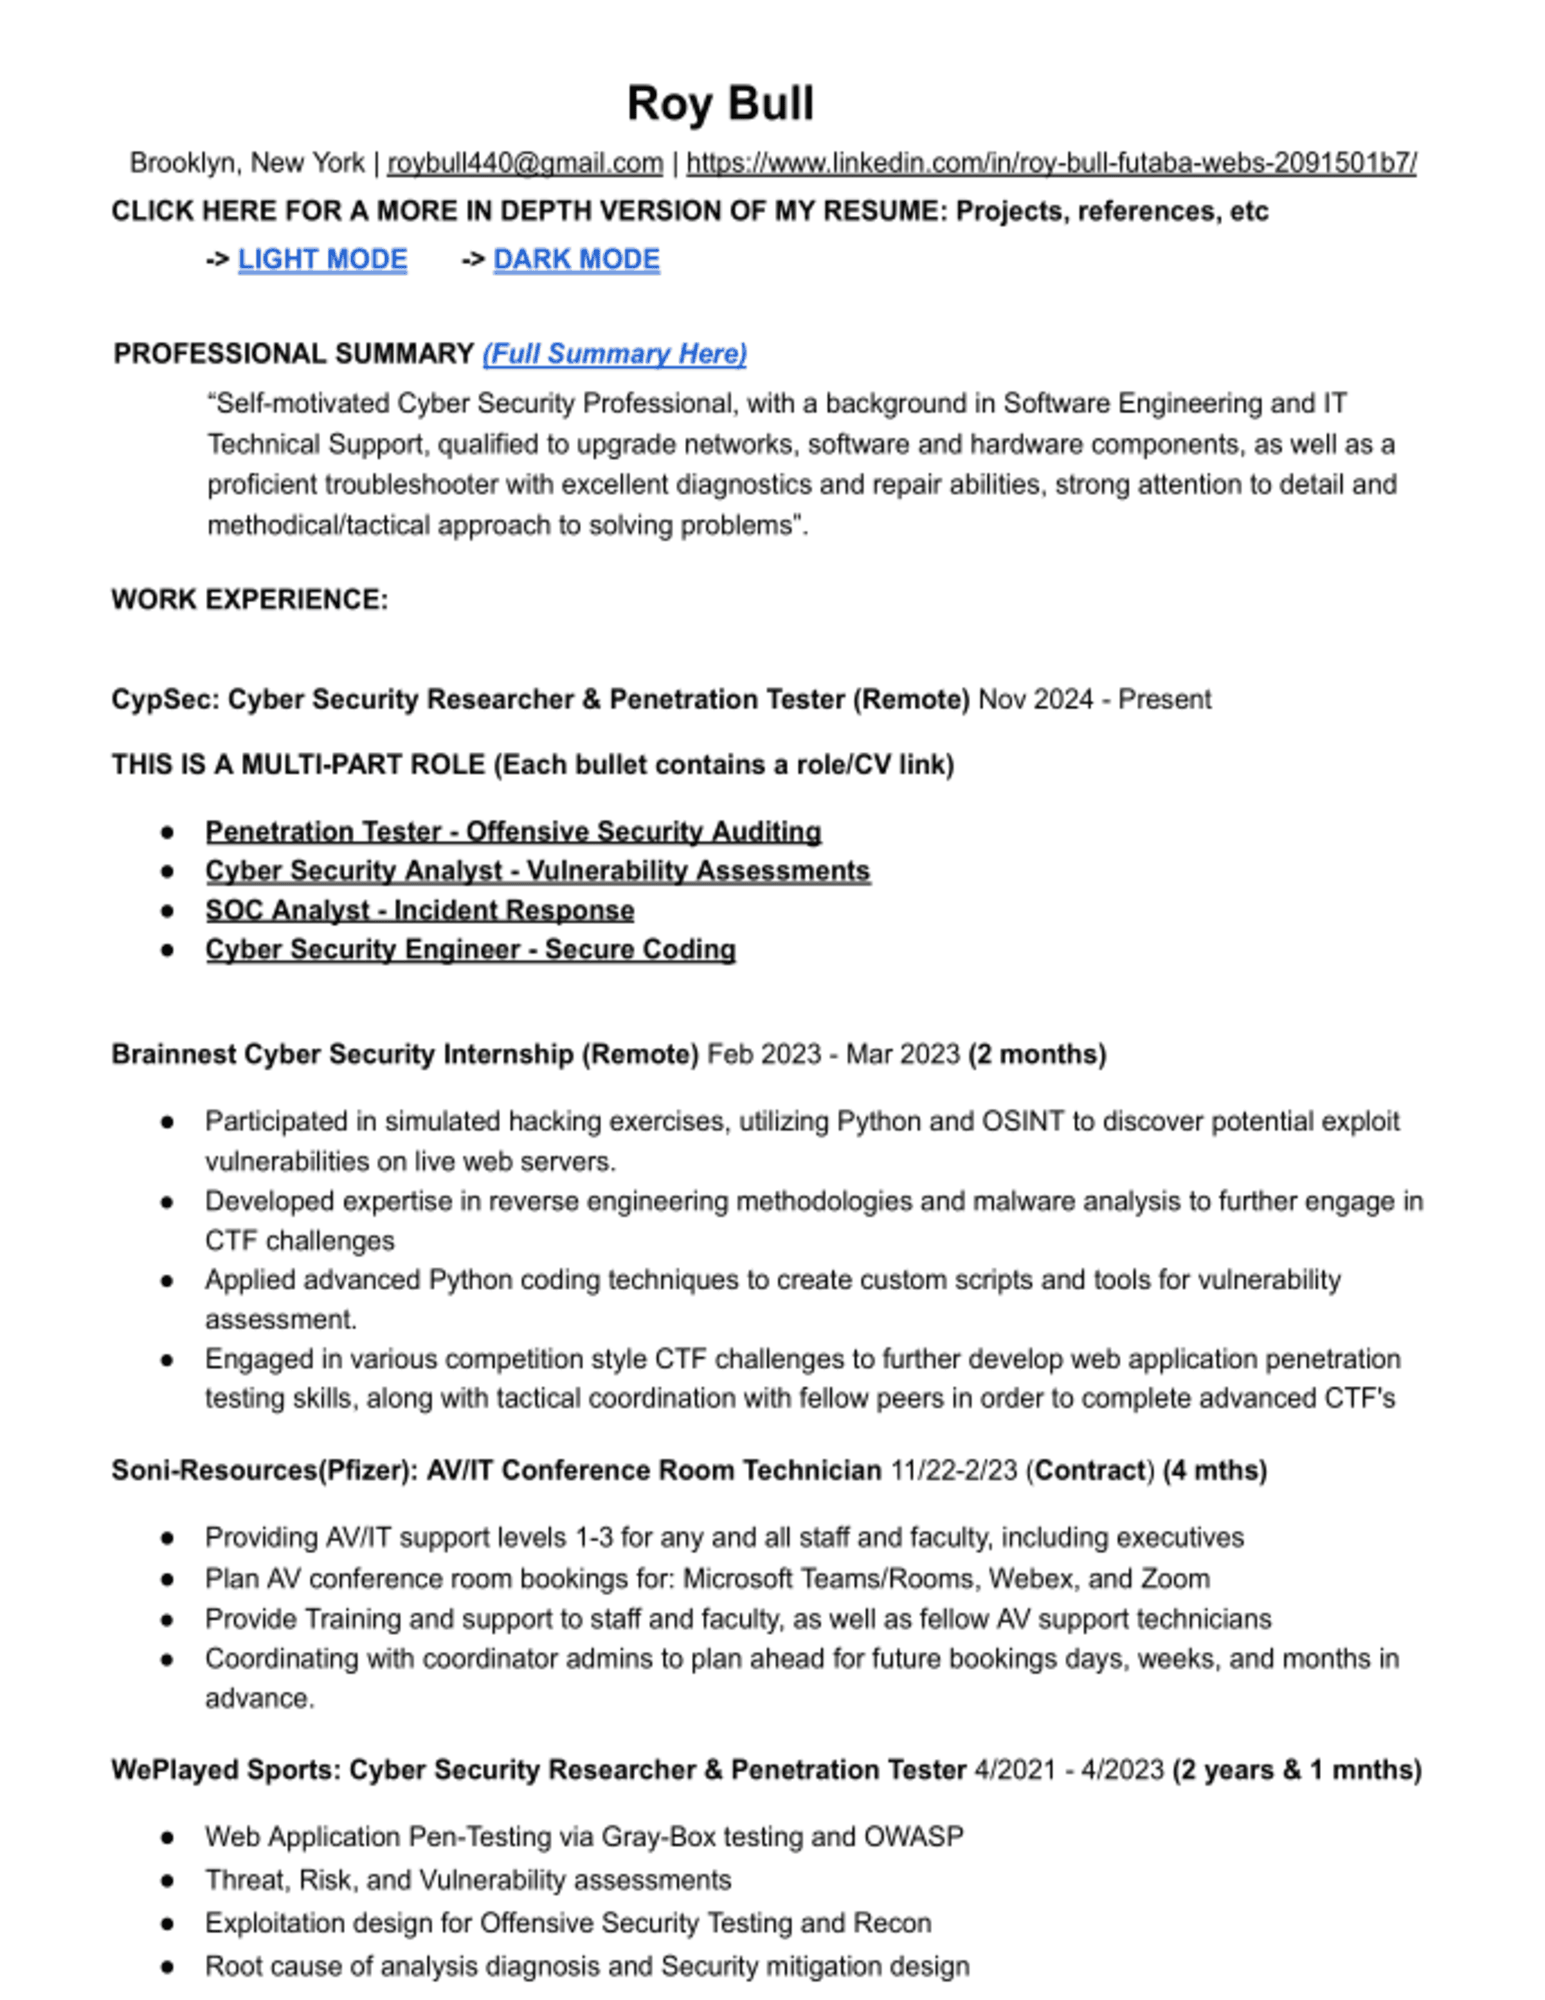 Roy Bull
Brooklyn, New York | roybull440@gmail.com | https://www.linkedin.com/in/roy-bull-futaba-webs-2091501b7/
CLICK HERE FOR A MORE IN DEPTH VERSION OF MY RESUME: Projects, references, etc
-> LIGHT MODE -> DARK MODE
PROFESSIONAL SUMMARY (Full Summary Here)
“Self-motivated Cyber Security Professional, with a background in Software Engineering and IT
Technical Support, qualified to upgrade networks, software and hardware components, as well as a
proficient troubleshooter with excellent diagnostics and repair abilities, strong attention to detail and
methodical/tactical approach to solving problems”.
WORK EXPERIENCE:
CypSec: Cyber Security Researcher & Penetration Tester (Remote) Nov 2024 - Present
THIS IS A MULTI-PART ROLE (Each bullet contains a role/CV link)
● Penetration Tester - Offensive Security Auditing
● Cyber Security Analyst - Vulnerability Assessments
● SOC Analyst - Incident Response
● Cyber Security Engineer - Secure Coding
Brainnest Cyber Security Internship (Remote) Feb 2023 - Mar 2023 (2 months)
● Participated in simulated hacking exercises, utilizing Python and OSINT to discover potential exploit
vulnerabilities on live web servers.
● Developed expertise in reverse engineering methodologies and malware analysis to further engage in
CTF challenges
● Applied advanced Python coding techniques to create custom scripts and tools for vulnerability
assessment.
● Engaged in various competition style CTF challenges to further develop web application penetration
testing skills, along with tactical coordination with fellow peers in order to complete advanced CTF's
Soni-Resources(Pfizer): AV/IT Conference Room Technician 11/22-2/23 (Contract) (4 mths)
● Providing AV/IT support levels 1-3 for any and all staff and faculty, including executives
● Plan AV conference room bookings for: Microsoft Teams/Rooms, Webex, and Zoom
● Provide Training and support to staff and faculty, as well as fellow AV support technicians
● Coordinating with coordinator admins to plan ahead for future bookings days, weeks, and months in
advance.
WePlayed Sports: Cyber Security Researcher & Penetration Tester 4/2021 - 4/2023 (2 years & 1 mnths)
● Web Application Pen-Testing via Gray-Box testing and OWASP
● Threat, Risk, and Vulnerability assessments
● Exploitation design for Offensive Security Testing and Recon
● Root cause of analysis diagnosis and Security mitigation design